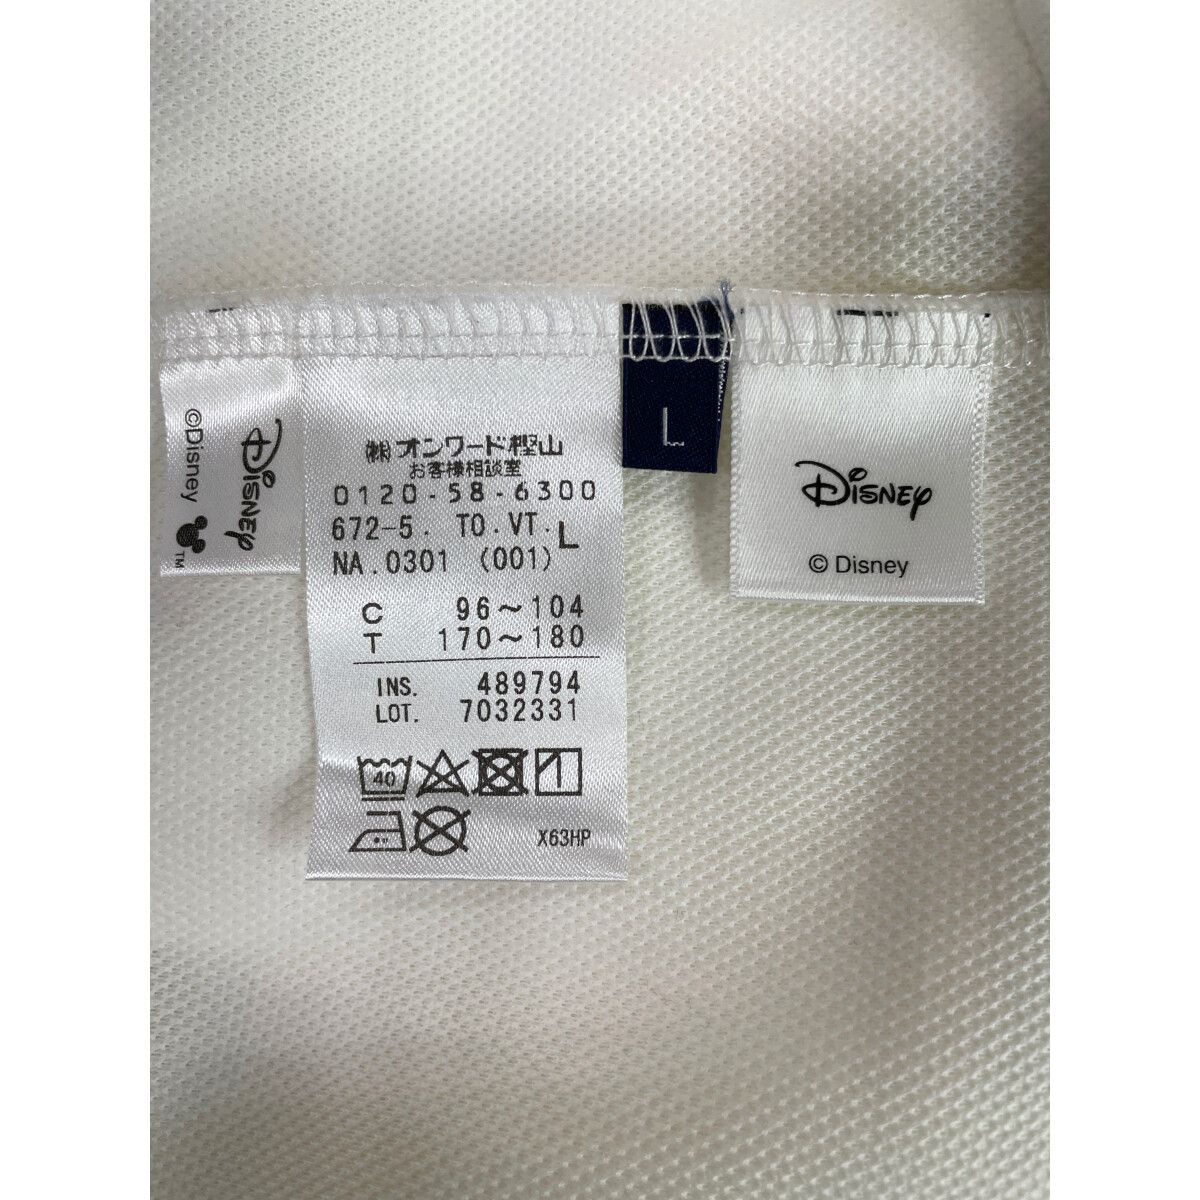 ©Disney
Disney
TM
㈱オンワード樫山
お客様相談室
0120-58-6300
672-5. TO.VT. L
NA.0301 (001)
C 96～104
T 170～180
INS. 489794
LOT. 7032331
40
1
X63HP
L
Disney
© Disney